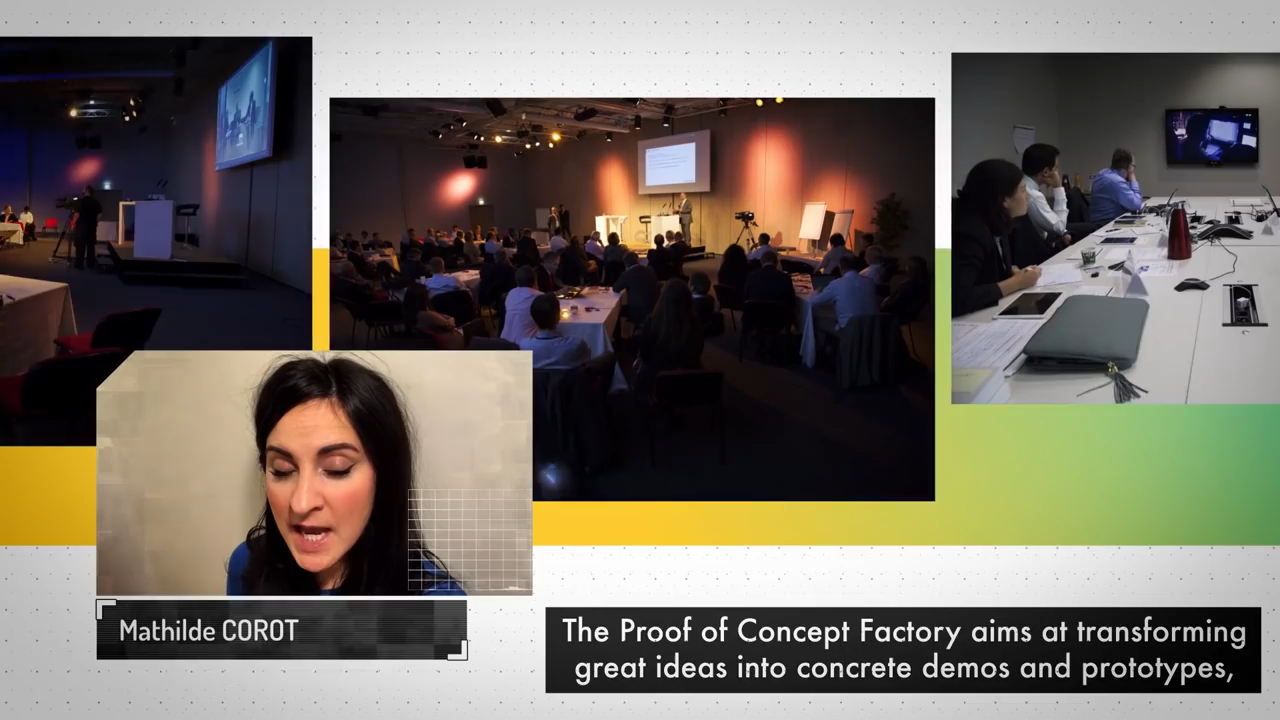 Mathilde COROT
The Proof of Concept Factory aims at transforming
great ideas into concrete demos and prototypes,